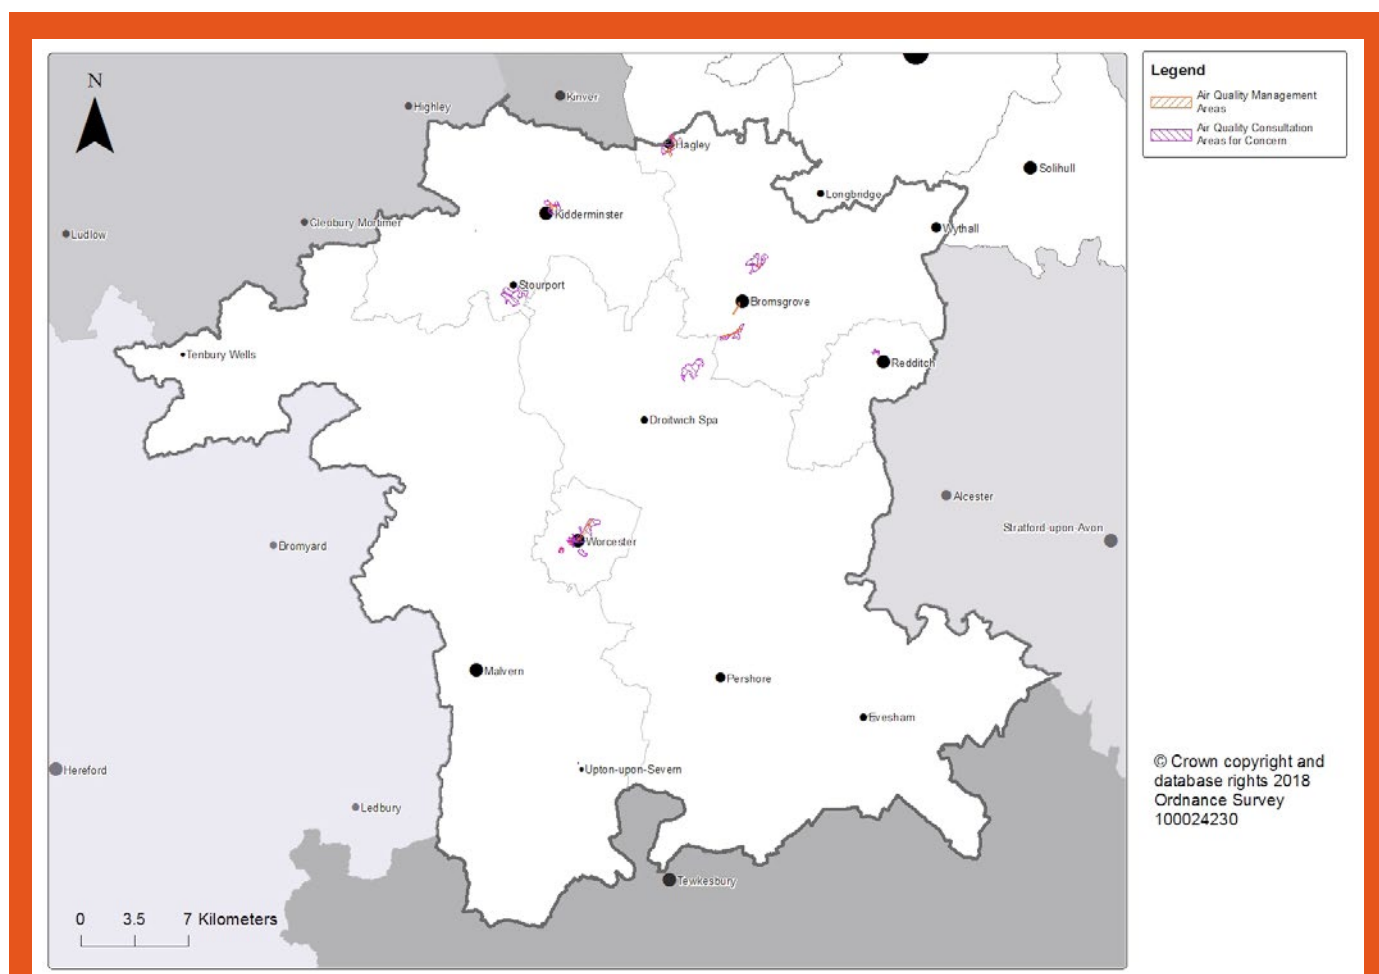 N
Kinver
Highley
Hagley
Solihull
Longbridge
Kidderminster
Cleobury Mortimer
Wythall
Ludlow
Stourport
Bromsgrove
Tenbury Wells
Redditch
Droitwich Spa
Alcester
Stratford-upon-Avon
Bromyard
Worcester
Malvern
Pershore
Evesham
Hereford
Upton-upon-Severn
Ledbury
Tewkesbury
0 3.5 7 Kilometers
Legend
Air Quality Management
Areas
Air Quality Consultation
Areas for Concern
© Crown copyright and
database rights 2018
Ordnance Survey
100024230